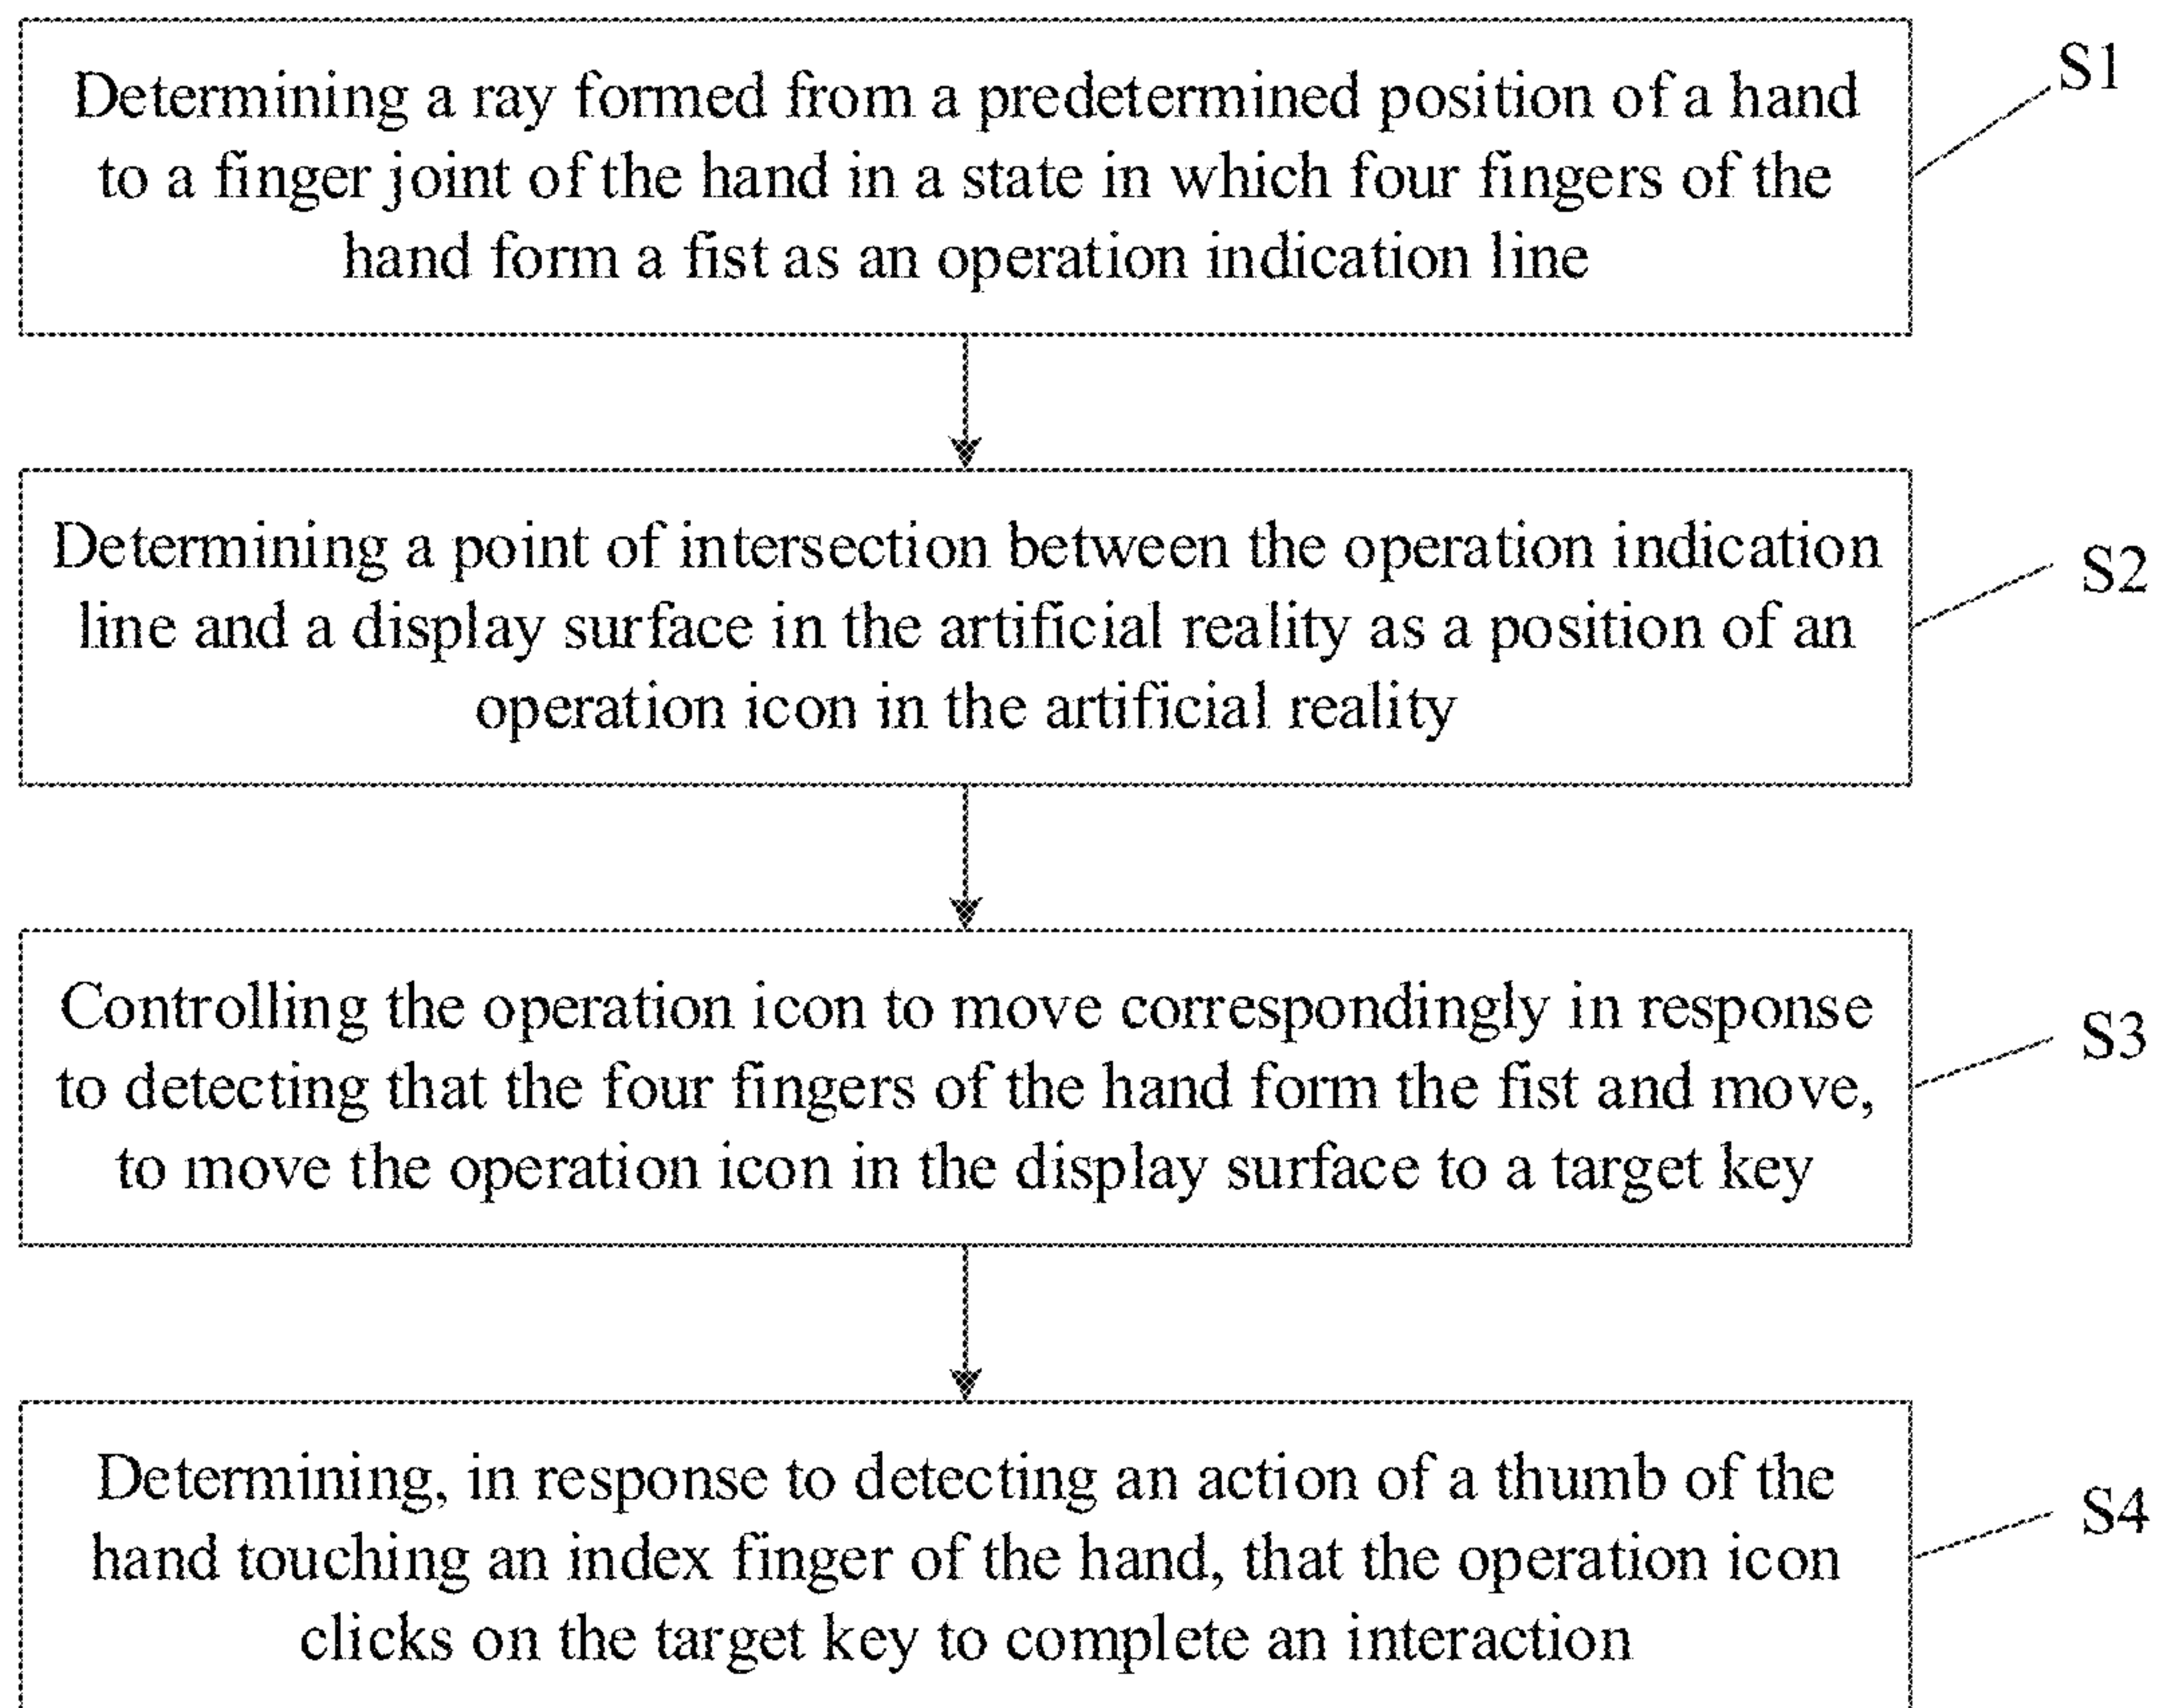 Determining a ray formed from a predetermined position of a hand
to a finger joint of the hand in a state in which four fingers of the
hand form a fist as an operation indication line
S1
Determining a point of intersection between the operation indication
line and a display surface in the artificial reality as a position of an
operation icon in the artificial reality
S2
Controlling the operation icon to move correspondingly in response
to detecting that the four fingers of the hand form the fist and move,
to move the operation icon in the display surface to a target key
S3
Determining, in response to detecting an action of a thumb of the
hand touching an index finger of the hand, that the operation icon
clicks on the target key to complete an interaction
S4